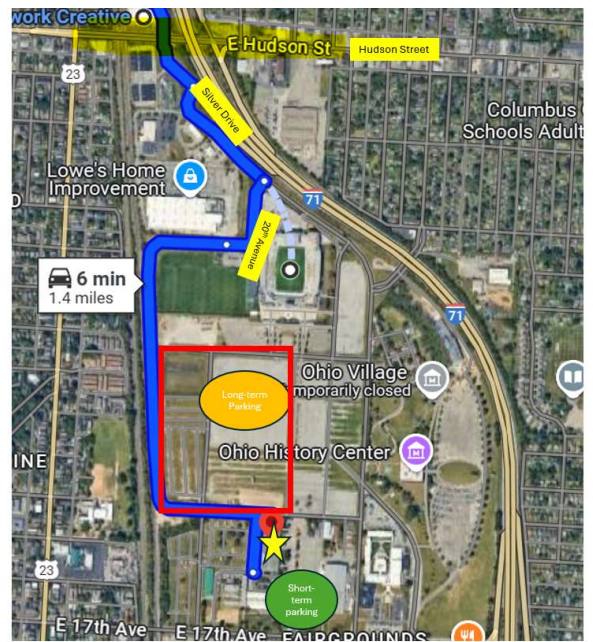 work Creative
E Hudson St
Hudson Street
23
Silver Drive
Columbus
Schools Adult
Lowe's Home
Improvement
71
20th Avenue
6 min
1.4 miles
71
Long-term
Parking
Ohio Village
mporarily closed
Ohio History Center
INE
23
Short-
term
parking
E 17th Ave
E 17th Ave
FAIRGROUNDS